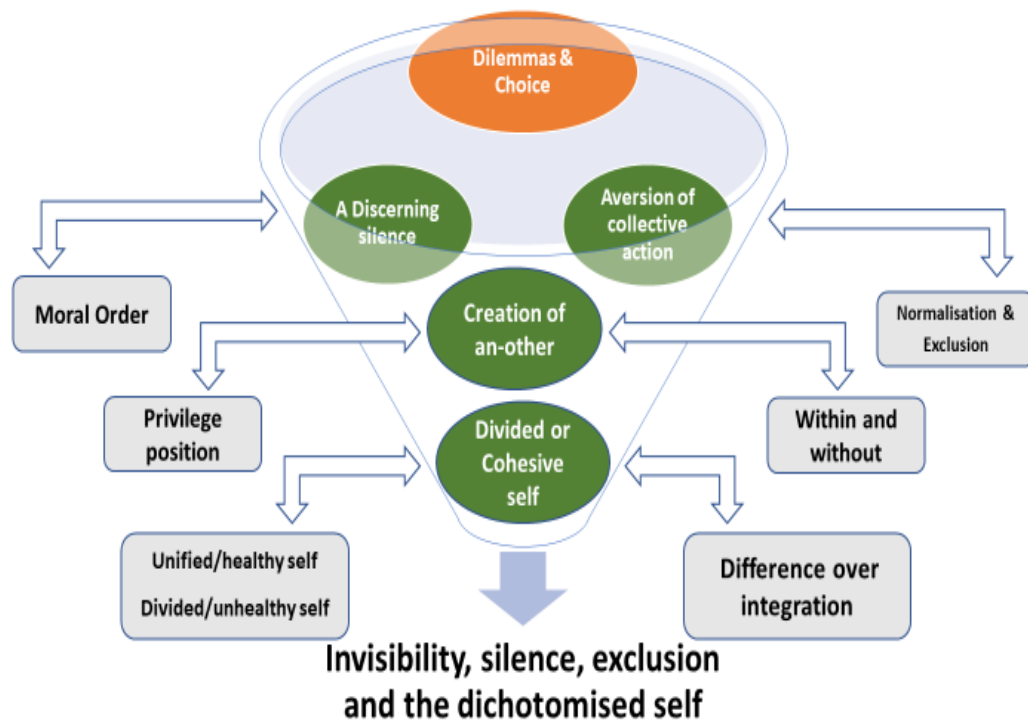 Dilemmas &
Choice
A Discerning
silence
Aversion of
collective
action
Moral Order
Creation of
an-other
Normalisation &
Exclusion
Privilege
position
Divided or
Cohesive
self
Within and
without
Unified/healthy self
Divided/unhealthy self
Difference over
integration
Invisibility, silence, exclusion
and the dichotomised self